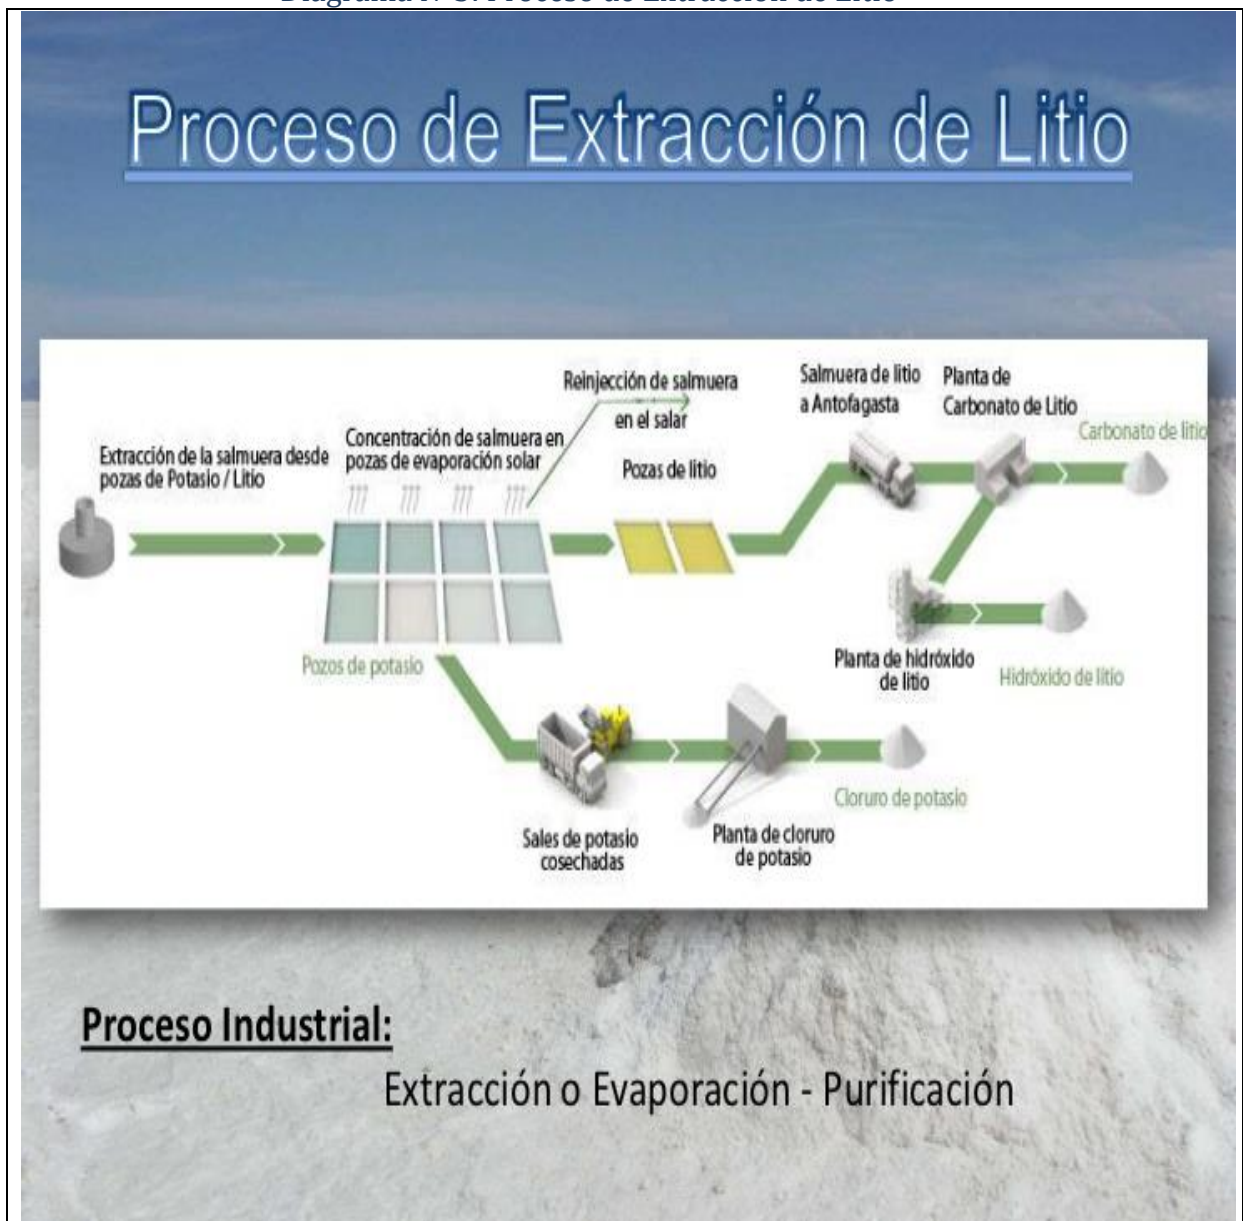 Proceso de Extracción de Litio
Reinjección de salmuera
en el salar
Salmuera de litio
a Antofagasta
Planta de
Carbonato de Litio
Carbonato de litio
Extracción de la salmuera desde
pozas de Potasio / Litio
Concentración de salmuera en
pozas de evaporación solar
Pozas de litio
Pozos de potasio
Planta de hidróxido
de litio
Hidróxido de litio
Sales de potasio
cosechadas
Planta de cloruro
de potasio
Cloruro de potasio
Proceso Industrial:
Extracción o Evaporación - Purificación